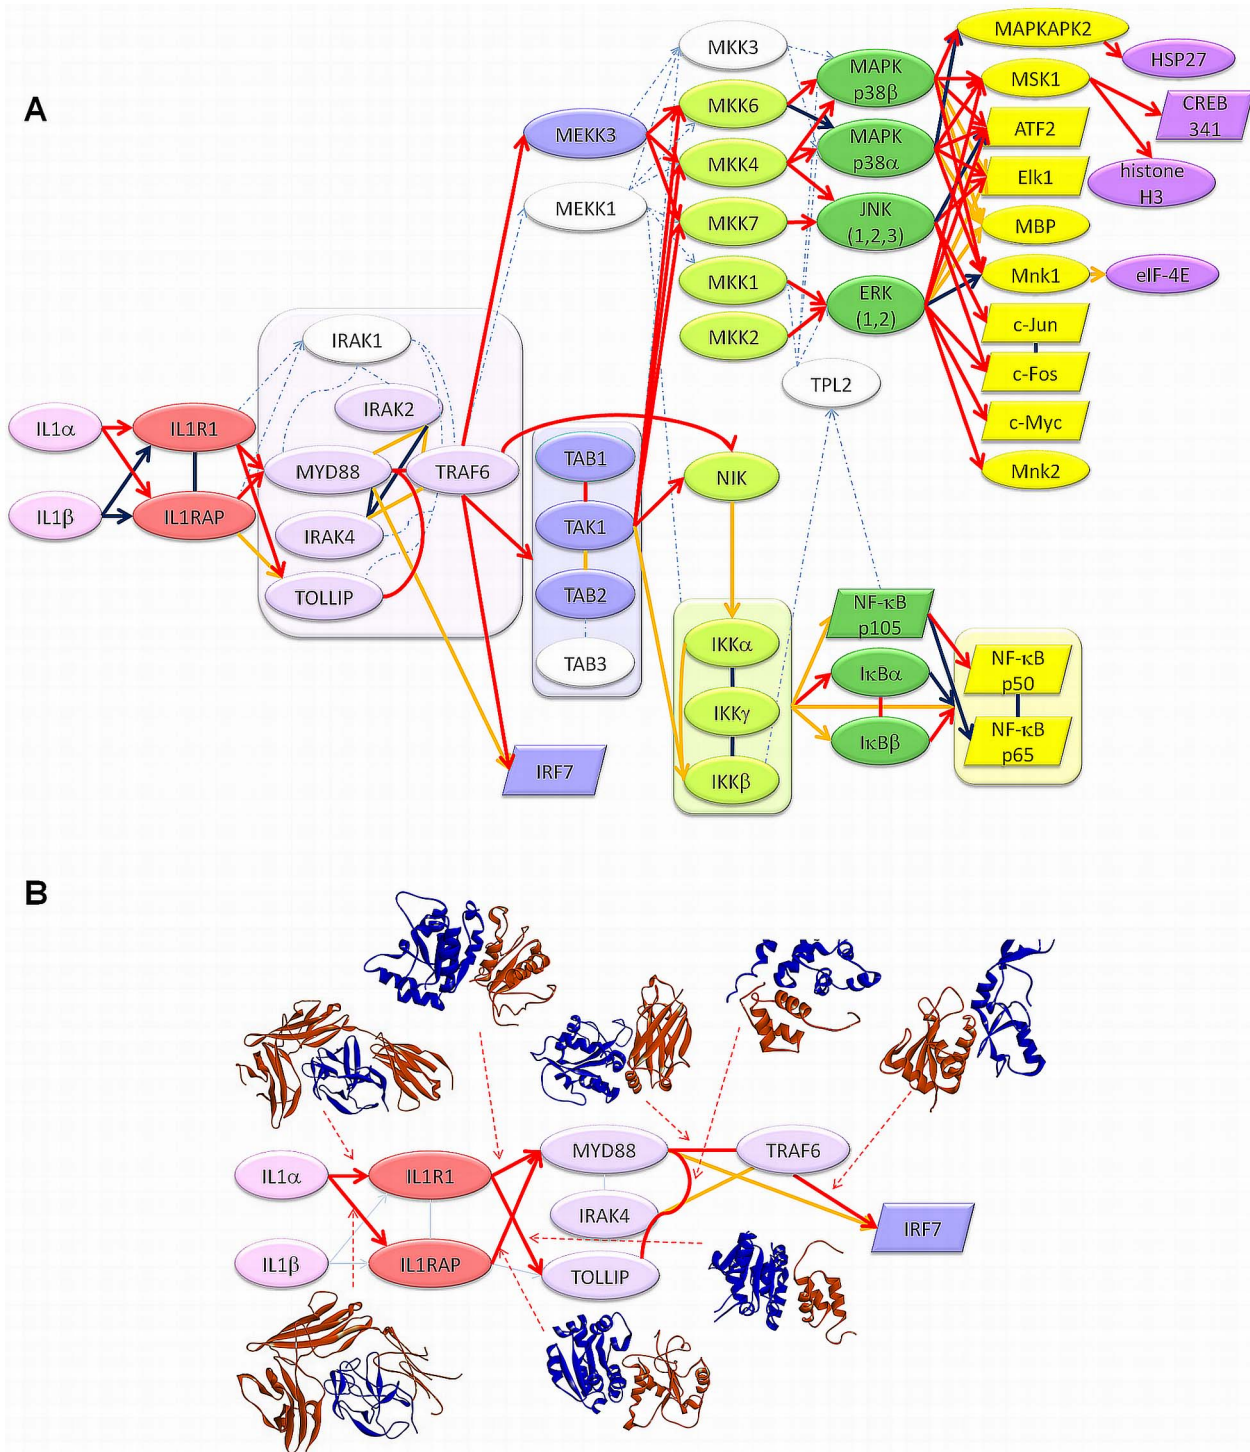 A
MKK3
MAPKAPK2
HSP27
MAPK
p38β
MSK1
MKK6
CREB
341
MEKK3
ATF2
MKK4
MAPK
p38α
Elk1
histone
H3
MEKK1
MKK7
JNK
(1,2,3)
MBP
MKK1
ERK
(1,2)
Mnk1
eIF-4E
MKK2
c-Jun
IRAK1
TPL2
c-Fos
IRAK2
c-Myc
IL1α
IL1R1
MYD88
TRAF6
TAB1
NIK
Mnk2
IL1β
IL1RAP
IRAK4
TAK1
TOLLIP
TAB2
NF-κB
p105
TAB3
IKKα
IκBα
NF-κB
p50
IKKγ
IκBβ
NF-κB
p65
IRF7
IKKβ
B
MYD88
TRAF6
IL1α
IL1R1
IRAK4
IRF7
IL1β
IL1RAP
TOLLIP